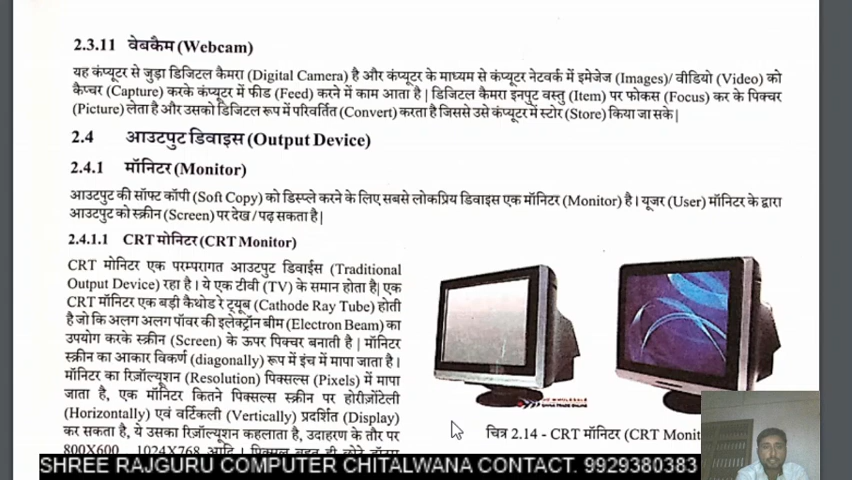 2.3.11 वेबकैम (Webcam)
यह कंप्यूटर से जुड़ा डिजिटल कैमरा (Digital Camera) है और कंप्यूटर के माध्यम से कंप्यूटर नेटवर्क में इमेजेज (Images)/ वीडियो (Video) को
कैप्चर (Capture) करके कंप्यूटर में फीड (Feed) करने में काम आता है | डिजिटल कैमरा इनपुट वस्तु (Item) पर फोकस (Focus) कर के पिक्चर
(Picture) लेता है और उसको डिजिटल रूप में परिवर्तित (Convert) करता है जिससे उसे कंप्यूटर में स्टोर (Store) किया जा सके |
2.4 आउटपुट डिवाइस (Output Device)
2.4.1 मॉनिटर (Monitor)
आउटपुट की सॉफ्ट कॉपी (Soft Copy) को डिस्प्ले करने के लिए सबसे लोकप्रिय डिवाइस एक मॉनिटर (Monitor) है। यूजर (User) मॉनिटर के द्वारा
आउटपुट को स्क्रीन (Screen) पर देख / पढ़ सकता है |
2.4.1.1 CRT मोनिटर (CRT Monitor)
CRT मोनिटर एक परम्परागत आउटपुट डिवाईस (Traditional
Output Device) रहा है। ये एक टीवी (TV) के समान होता है| एक
CRT मॉनिटर एक बड़ी कैथोड रे ट्यूब (Cathode Ray Tube) होती
है जो कि अलग अलग पॉवर की इलेक्ट्रॉन बीम (Electron Beam) का
उपयोग करके स्क्रीन (Screen) के ऊपर पिक्चर बनाती है | मॉनिटर
स्क्रीन का आकार विकर्ण (diagonally) रूप में इंच में मापा जाता है।
मॉनिटर का रिज़ॉल्यूशन (Resolution) पिक्सल्स (Pixels) में मापा
जाता है, एक मॉनिटर कितने पिक्सल्स स्क्रीन पर होरीज़ोंटली
(Horizontally) एवं वर्टिकली (Vertically) प्रदर्शित (Display)
कर सकता है, ये उसका रिज़ॉल्यूशन कहलाता है, उदाहरण के तौर पर
800X600 1024X768 आदि |
चित्र 2.14 - CRT मॉनिटर (CRT Monit
SHREE RAJGURU COMPUTER CHITALWANA CONTACT. 9929380383